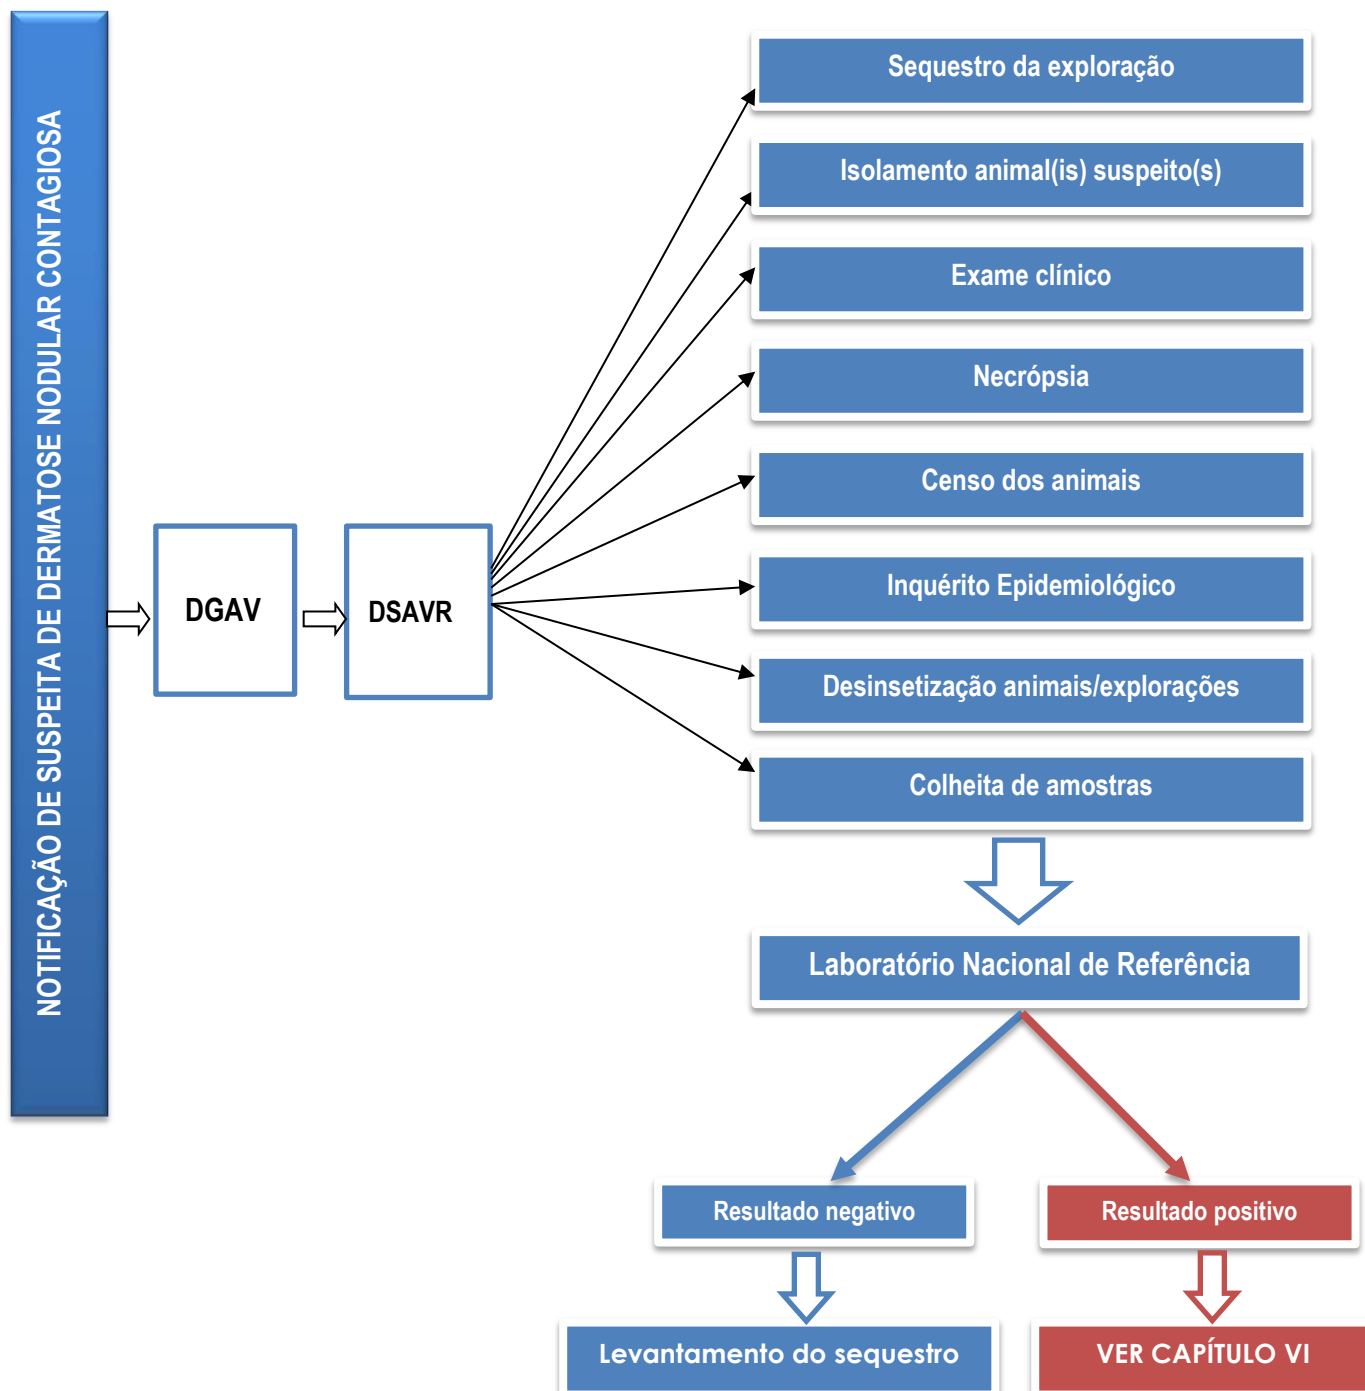 NOTIFICAÇÃO DE SUSPEITA DE DERMATOSE NODULAR CONTAGIOSA
DGAV
DSAVR
Sequestro da exploração
Isolamento animal(is) suspeito(s)
Exame clínico
Necrópsia
Censo dos animais
Inquérito Epidemiológico
Desinsetização animais/explorações
Colheita de amostras
Laboratório Nacional de Referência
Resultado negativo
Resultado positivo
Levantamento do sequestro
VER CAPÍTULO VI